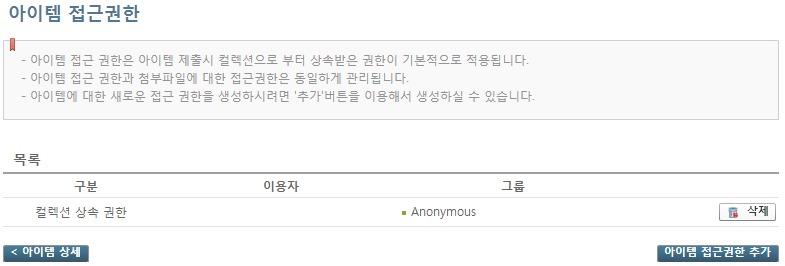 아이템 접근권한
- 아이템 접근 권한은 아이템 제출시 컬렉션으로 부터 상속받은 권한이 기본적으로 적용됩니다.
- 아이템 접근 권한과 첨부파일에 대한 접근권한은 동일하게 관리됩니다.
- 아이템에 대한 새로운 접근 권한을 생성하시려면 '추가'버튼을 이용해서 생성하실 수 있습니다.
목록
구분 이용자 그룹
컬렉션 상속 권한 Anonymous 삭제
< 아이템 상세 아이템 접근권한 추가